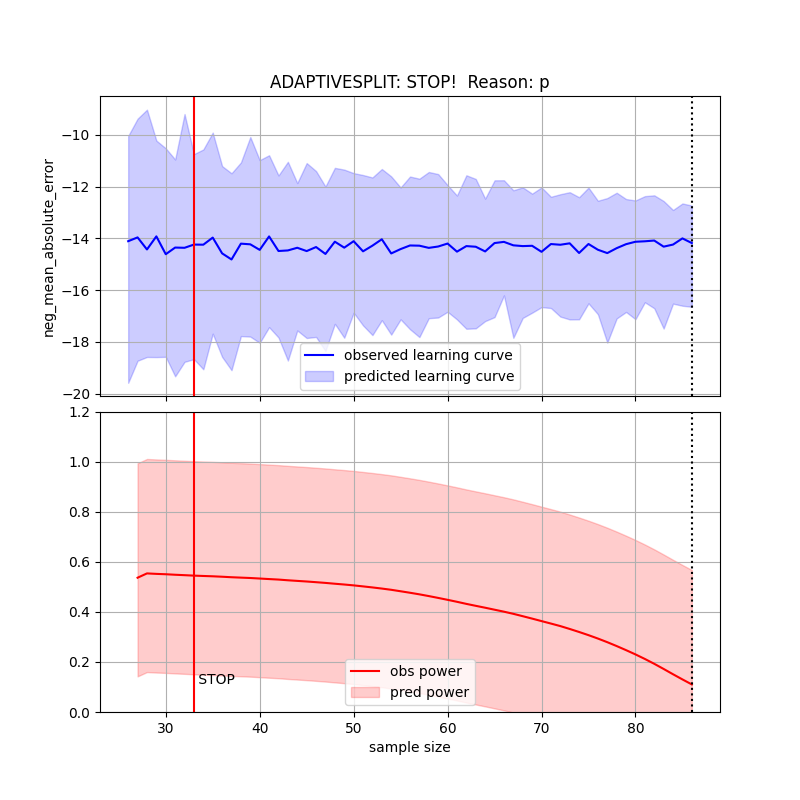 ADAPTIVESPLIT: STOP!  Reason: p
neg_mean_absolute_error
−10
−12
−14
−16
−18
−20
observed learning curve
predicted learning curve
1.2
1.0
0.8
0.6
0.4
0.2
0.0
STOP
obs power
pred power
30 40 50 60 70 80
sample size